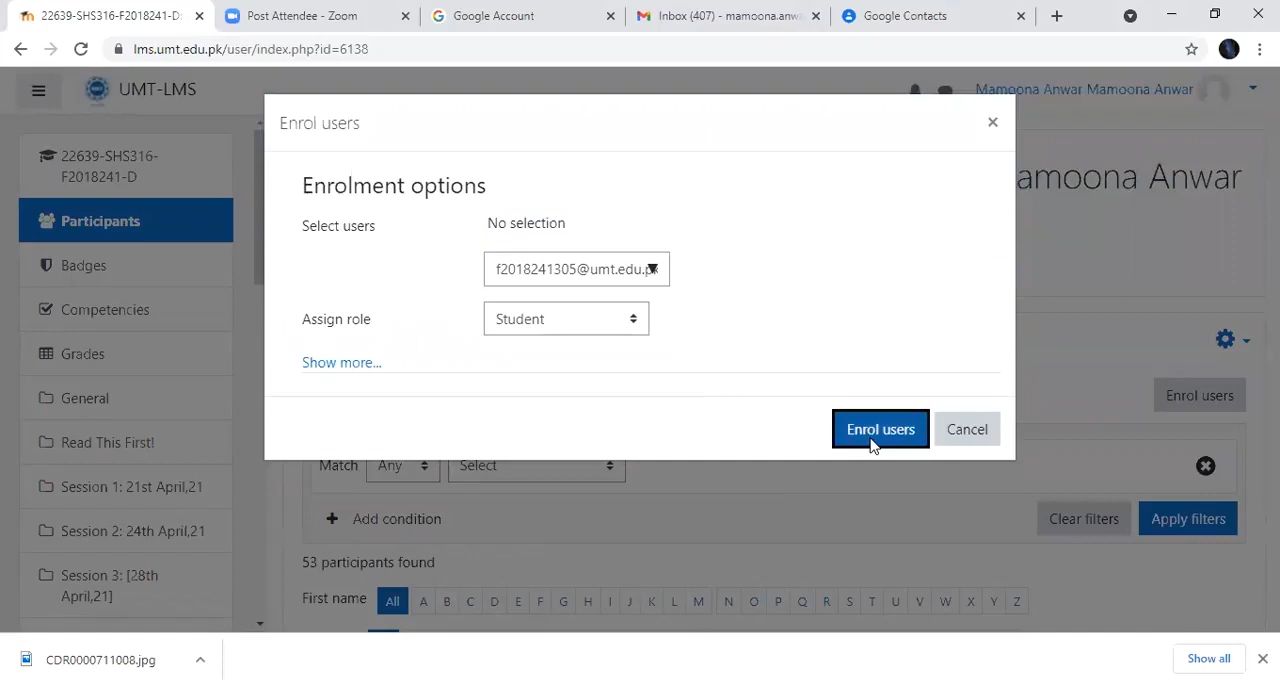 22639-SHS316-F2018241-D
Post Attendee - Zoom
Google Account
Inbox (407) - mamoona.anwa
Google Contacts
lms.umt.edu.pk/user/index.php?id=6138
UMT-LMS
Mamoona Anwar Mamoona Anwar
Enrol users
22639-SHS316-
F2018241-D
amoona Anwar
Enrolment options
Participants
Select users
No selection
Badges
f2018241305@umt.edu.p
Competencies
Assign role
Student
Grades
Show more...
General
Enrol users
Enrol users
Cancel
Read This First!
Match
Any
Select
Session 1: 21st April,21
Add condition
Clear filters
Apply filters
Session 2: 24th April,21
53 participants found
Session 3: [28th
April,21]
First name
All A B C D E F G H I J K L M N O P Q R S T U V W X Y Z
CDR0000711008.jpg
Show all